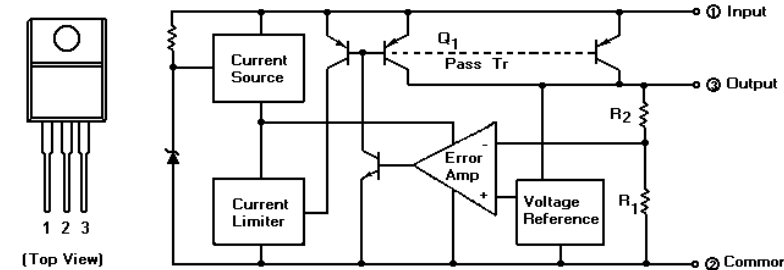 ① Input
Q1
Current Source
Pass Tr
③ Output
R2
Error Amp
-
+
Current Limiter
Voltage Reference
R1
1 2 3
(Top View)
② Common